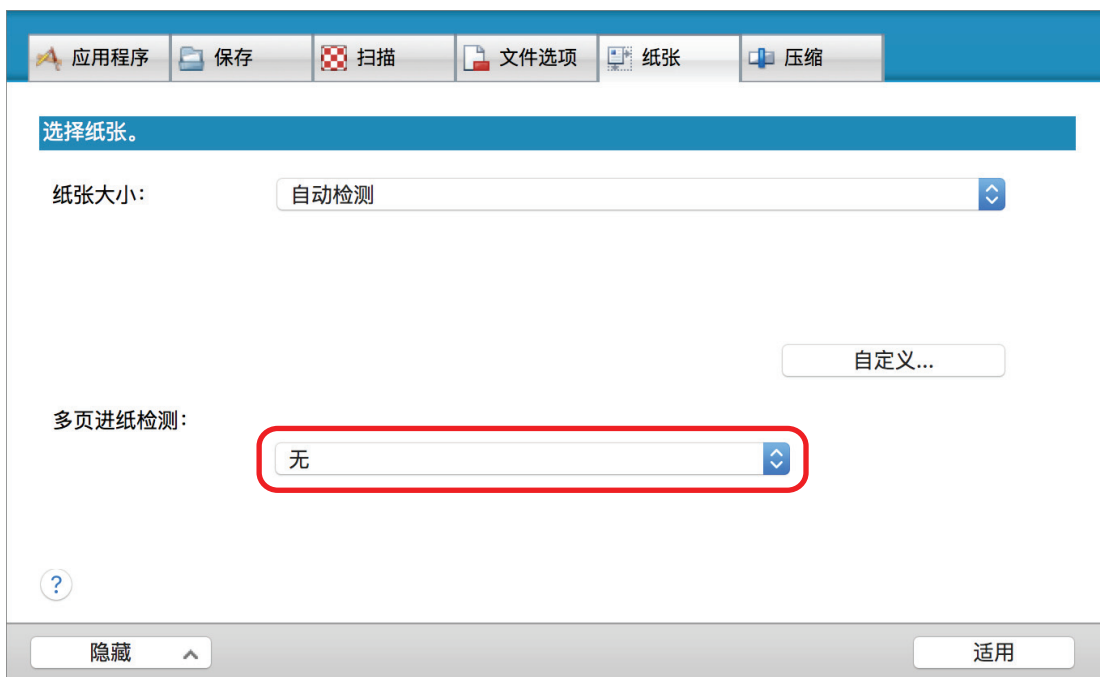 应用程序 保存 扫描 文件选项 纸张 压缩
选择纸张。
纸张大小： 自动检测
自定义...
多页进纸检测：
无
?
隐藏 适用